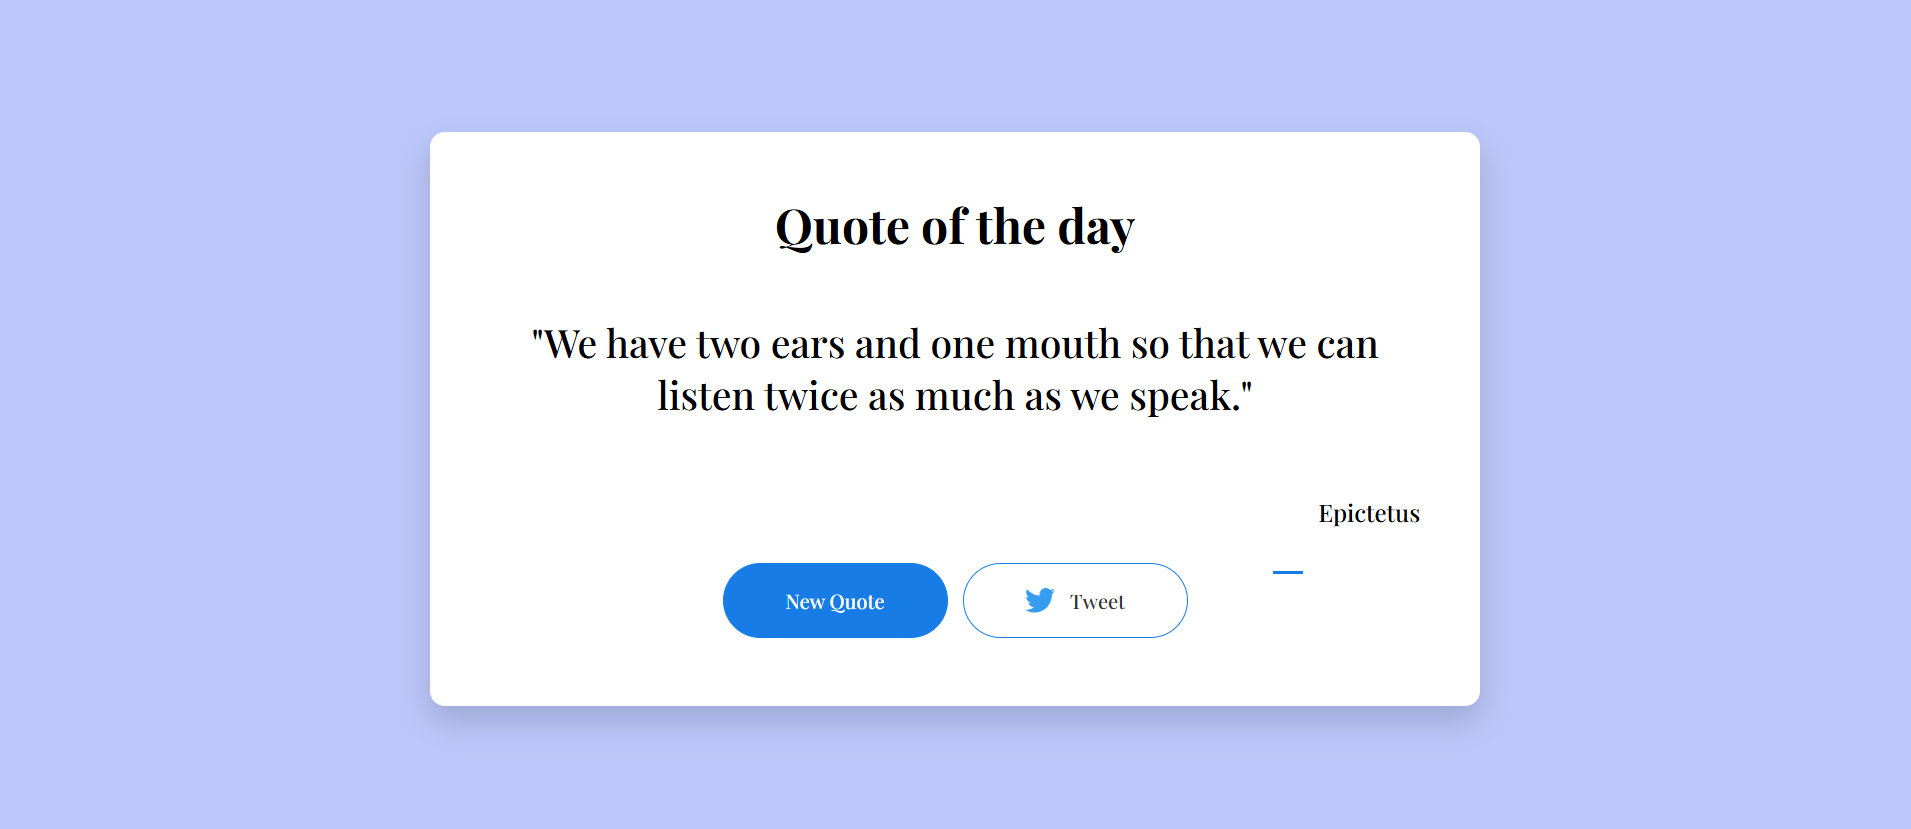 Quote of the day
"We have two ears and one mouth so that we can
listen twice as much as we speak."
Epictetus
New Quote
Tweet